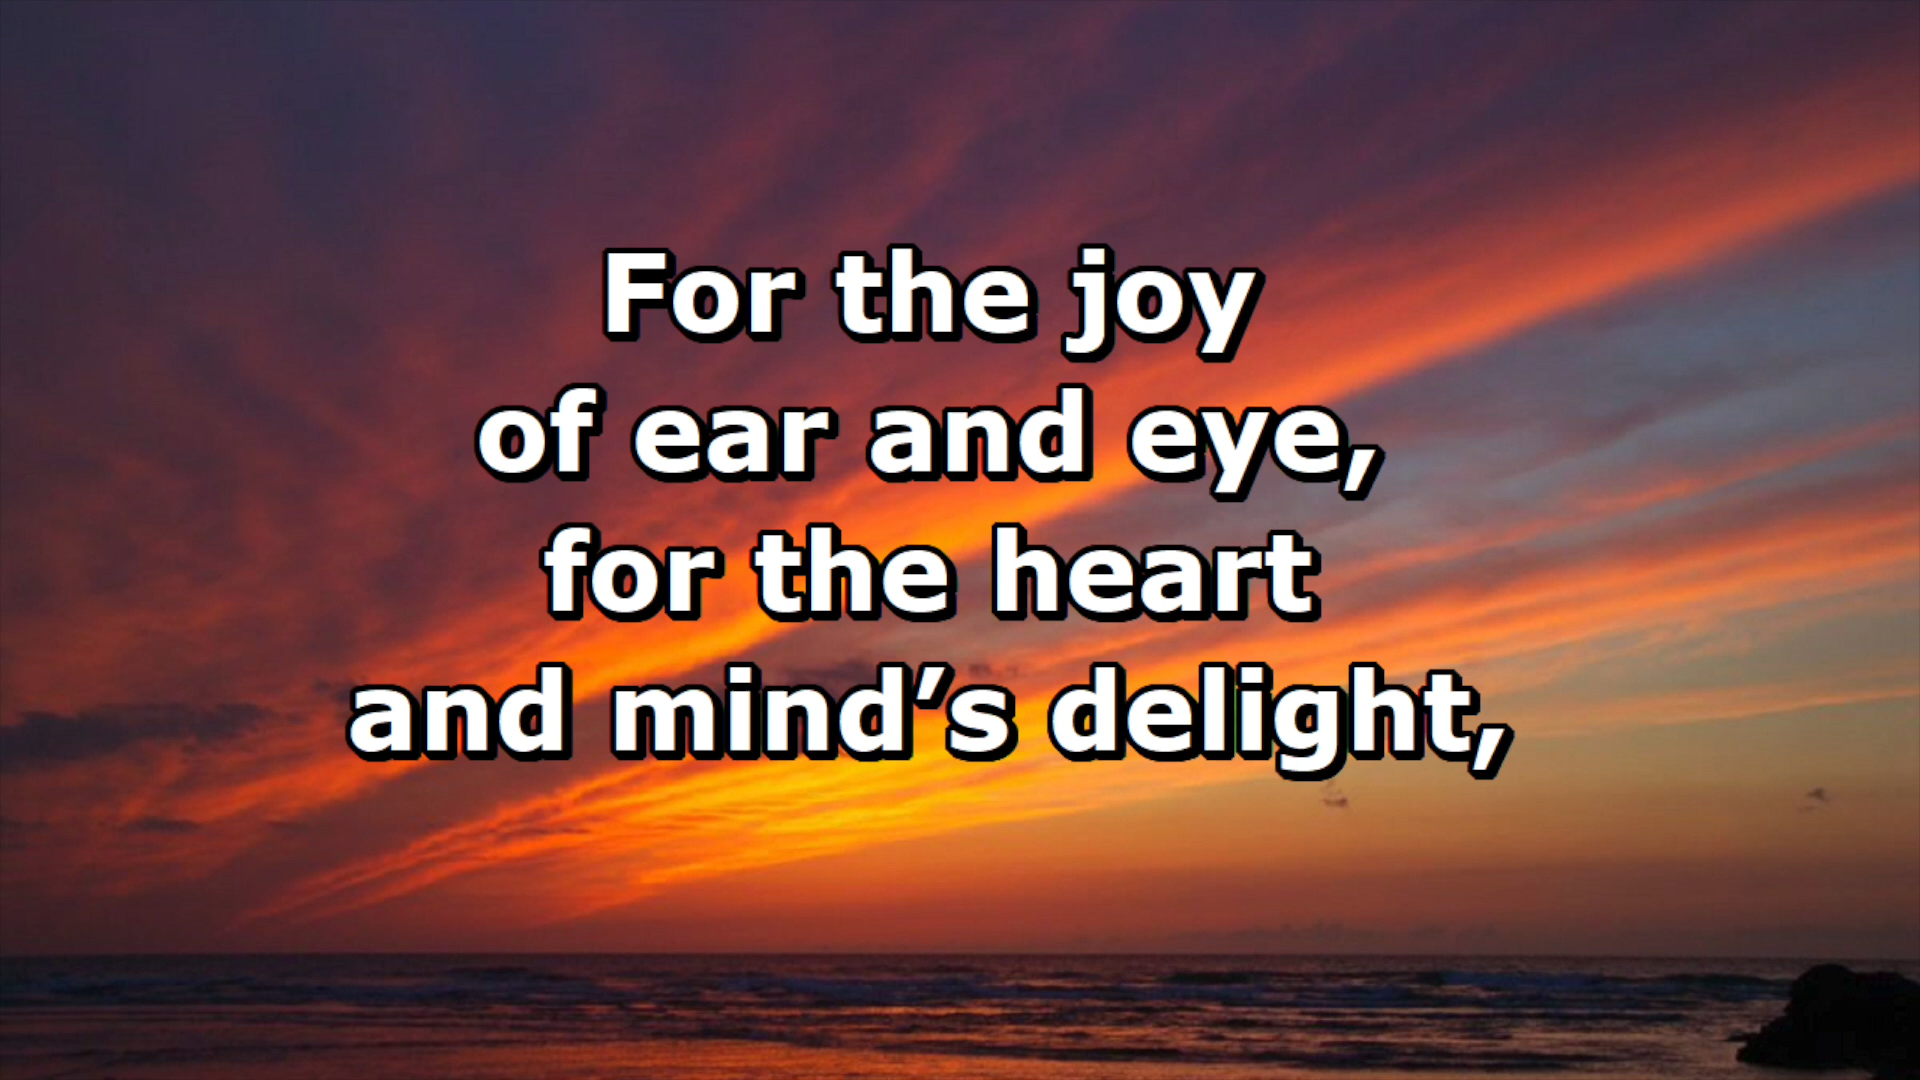 For the joy
of ear and eye,
for the heart
and mind’s delight,